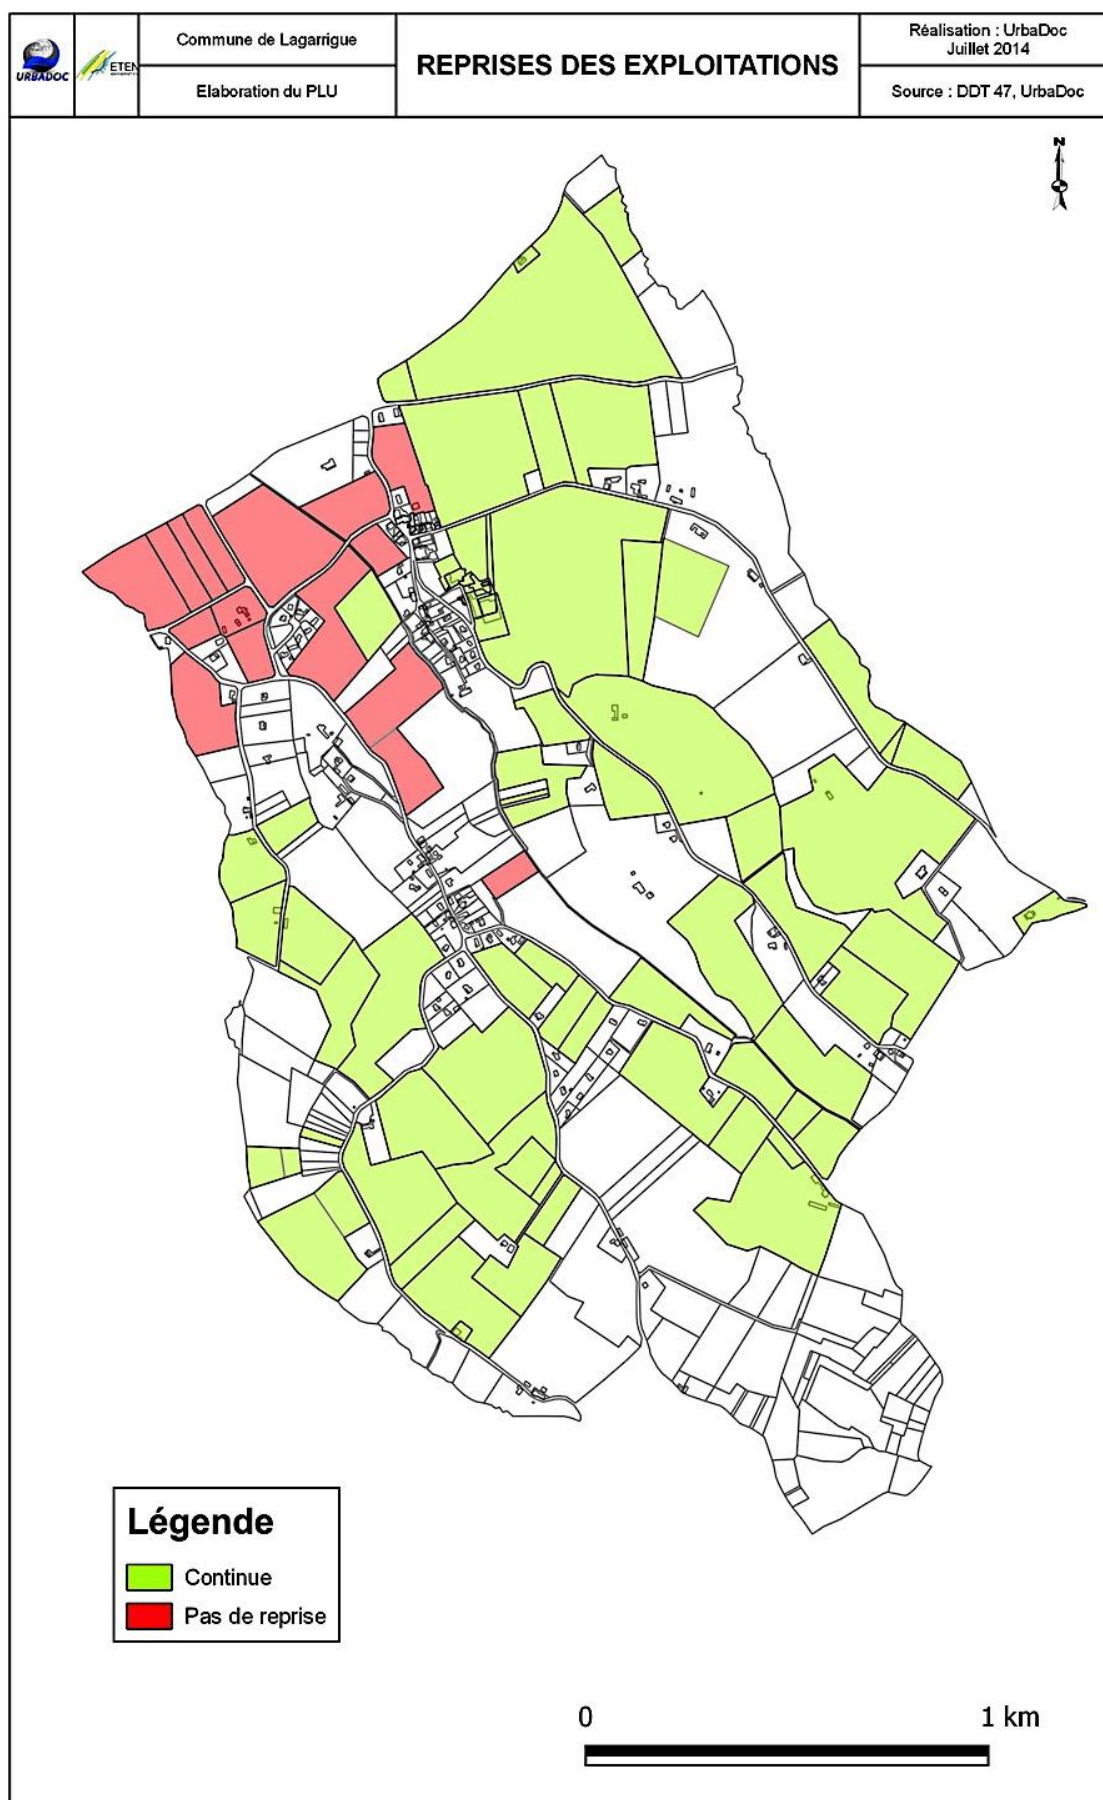 URBADOC
ETEN
Commune de Lagarrigue
Elaboration du PLU
REPRISES DES EXPLOITATIONS
Réalisation : UrbaDoc
Juillet 2014
Source : DDT 47, UrbaDoc
N
Légende
Continue
Pas de reprise
0 1 km